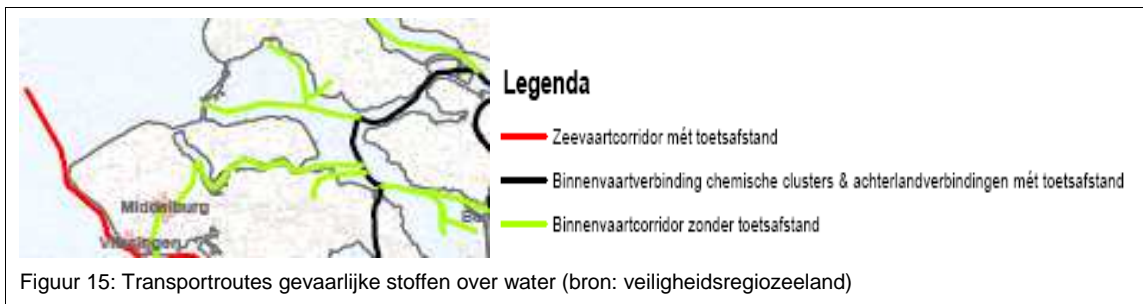 Middelburg
Vlissingen
Legenda
Zeevaartcorridor mét toetsafstand
Binnenvaartverbinding chemische clusters & achterlandverbindingen mét toetsafstand
Binnenvaartcorridor zonder toetsafstand
Figuur 15: Transportroutes gevaarlijke stoffen over water (bron: veiligheidsregiozeeland)